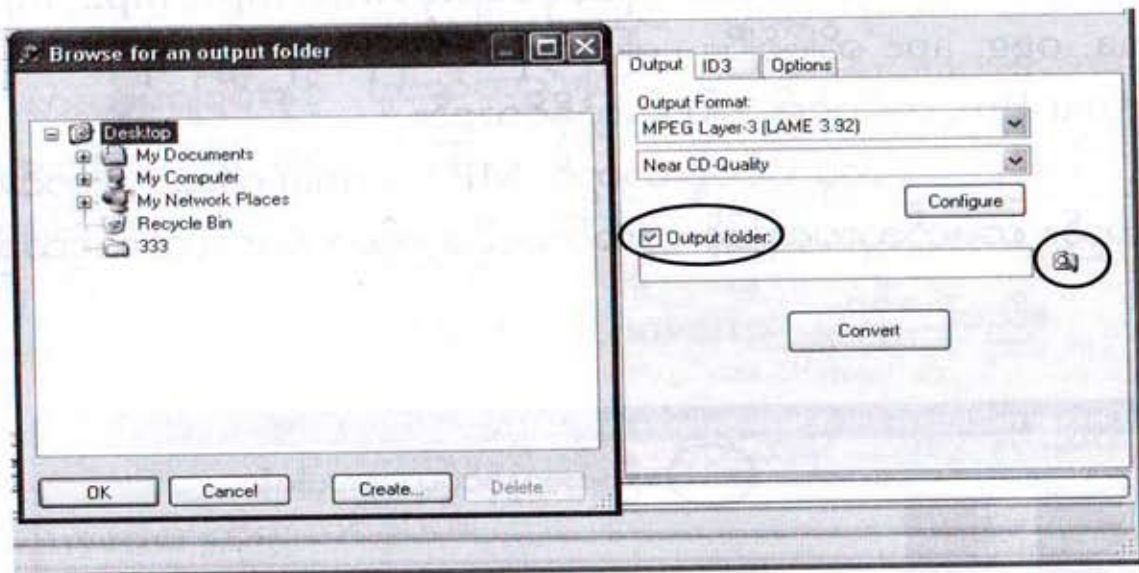 Browse for an output folder
Desktop
My Documents
My Computer
My Network Places
Recycle Bin
333
OK
Cancel
Create...
Delete...
Output
ID3
Options
Output Format:
MPEG Layer-3 (LAME 3.92)
Near CD-Quality
Configure
Output folder:
Convert